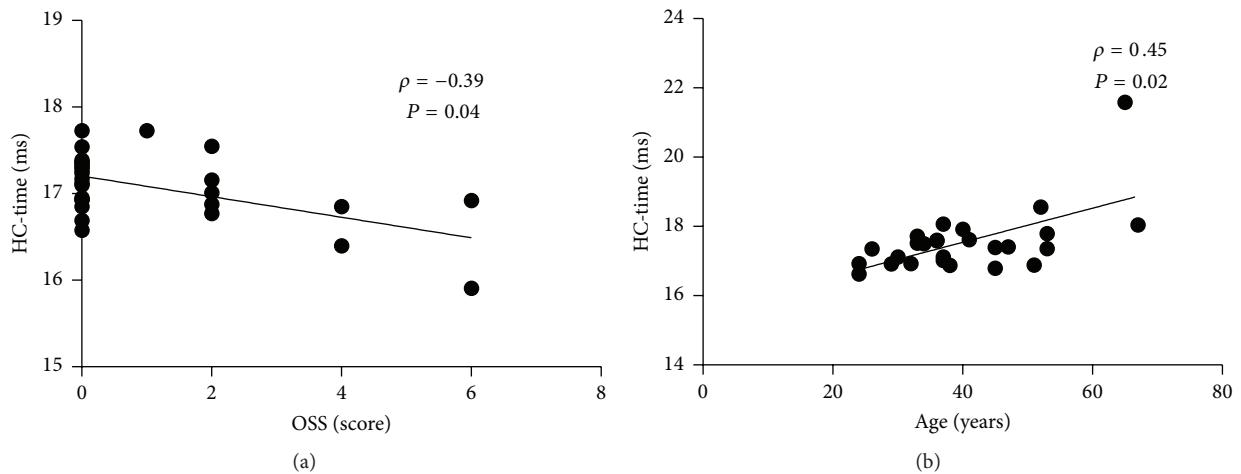 19
18
17
16
15
HC-time (ms)
ρ = −0.39
P = 0.04
0 2 4 6 8
OSS (score)
(a)
24
22
20
18
16
14
HC-time (ms)
ρ = 0.45
P = 0.02
0 20 40 60 80
Age (years)
(b)